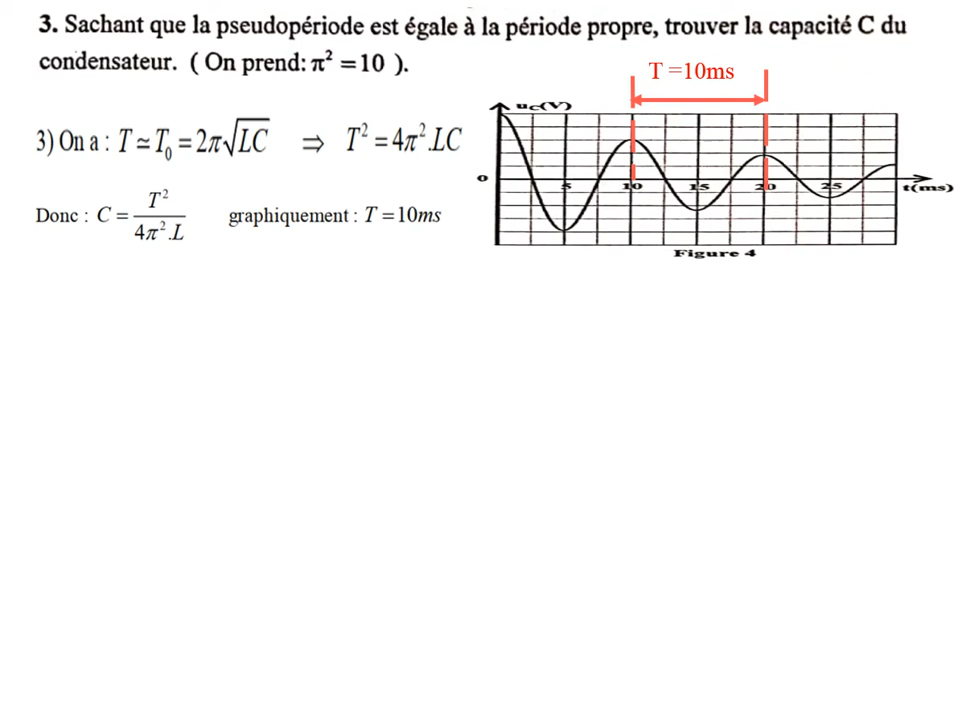 3. Sachant que la pseudopériode est égale à la période propre, trouver la capacité C du
condensateur. ( On prend: π² = 10 ).
T =10ms
uC(V)
3) On a : T ≃ T₀ = 2π√LC ⇒ T² = 4π².LC
0 5 10 15 20 25 t(ms)
Donc : C = T² / 4π².L graphiquement : T = 10ms
Figure 4